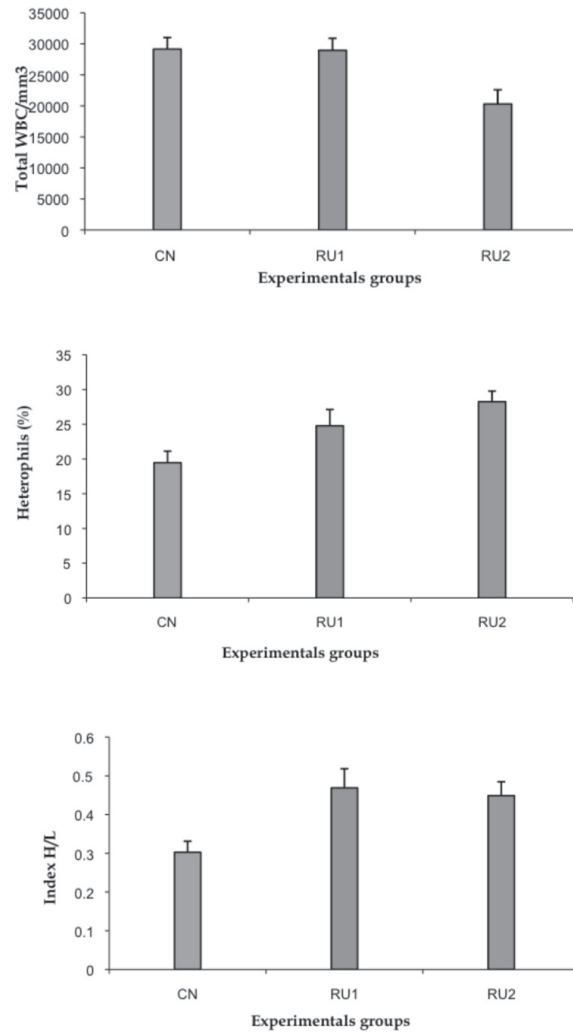 Total WBC/mm3
30000
35000
25000
20000
15000
10000
5000
0
CN RU1 RU2
Experimentals groups
Heterophils (%)
35
30
25
20
15
10
5
0
CN RU1 RU2
Experimentals groups
Index H/L
0.6
0.5
0.4
0.3
0.2
0.1
0
CN RU1 RU2
Experimentals groups